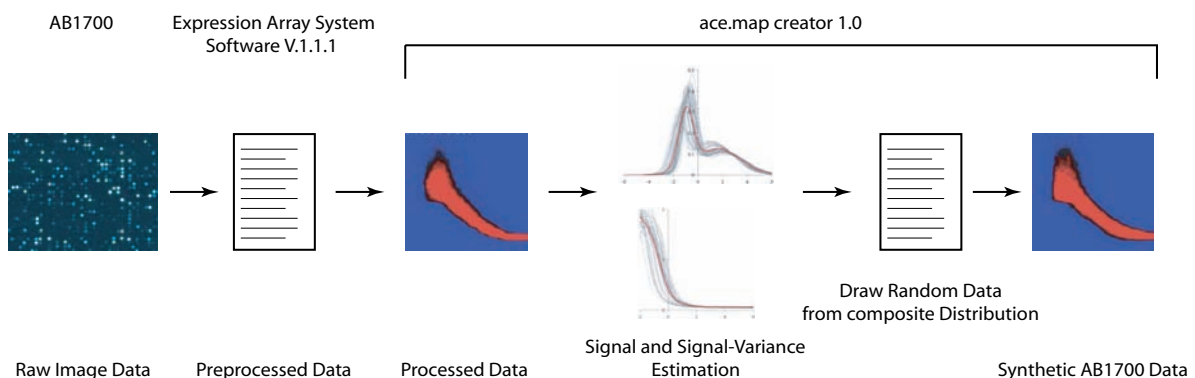 AB1700
Expression Array System
Software V.1.1.1
ace.map creator 1.0
Draw Random Data
from composite Distribution
Signal and Signal-Variance
Estimation
Raw Image Data
Preprocessed Data
Processed Data
Synthetic AB1700 Data